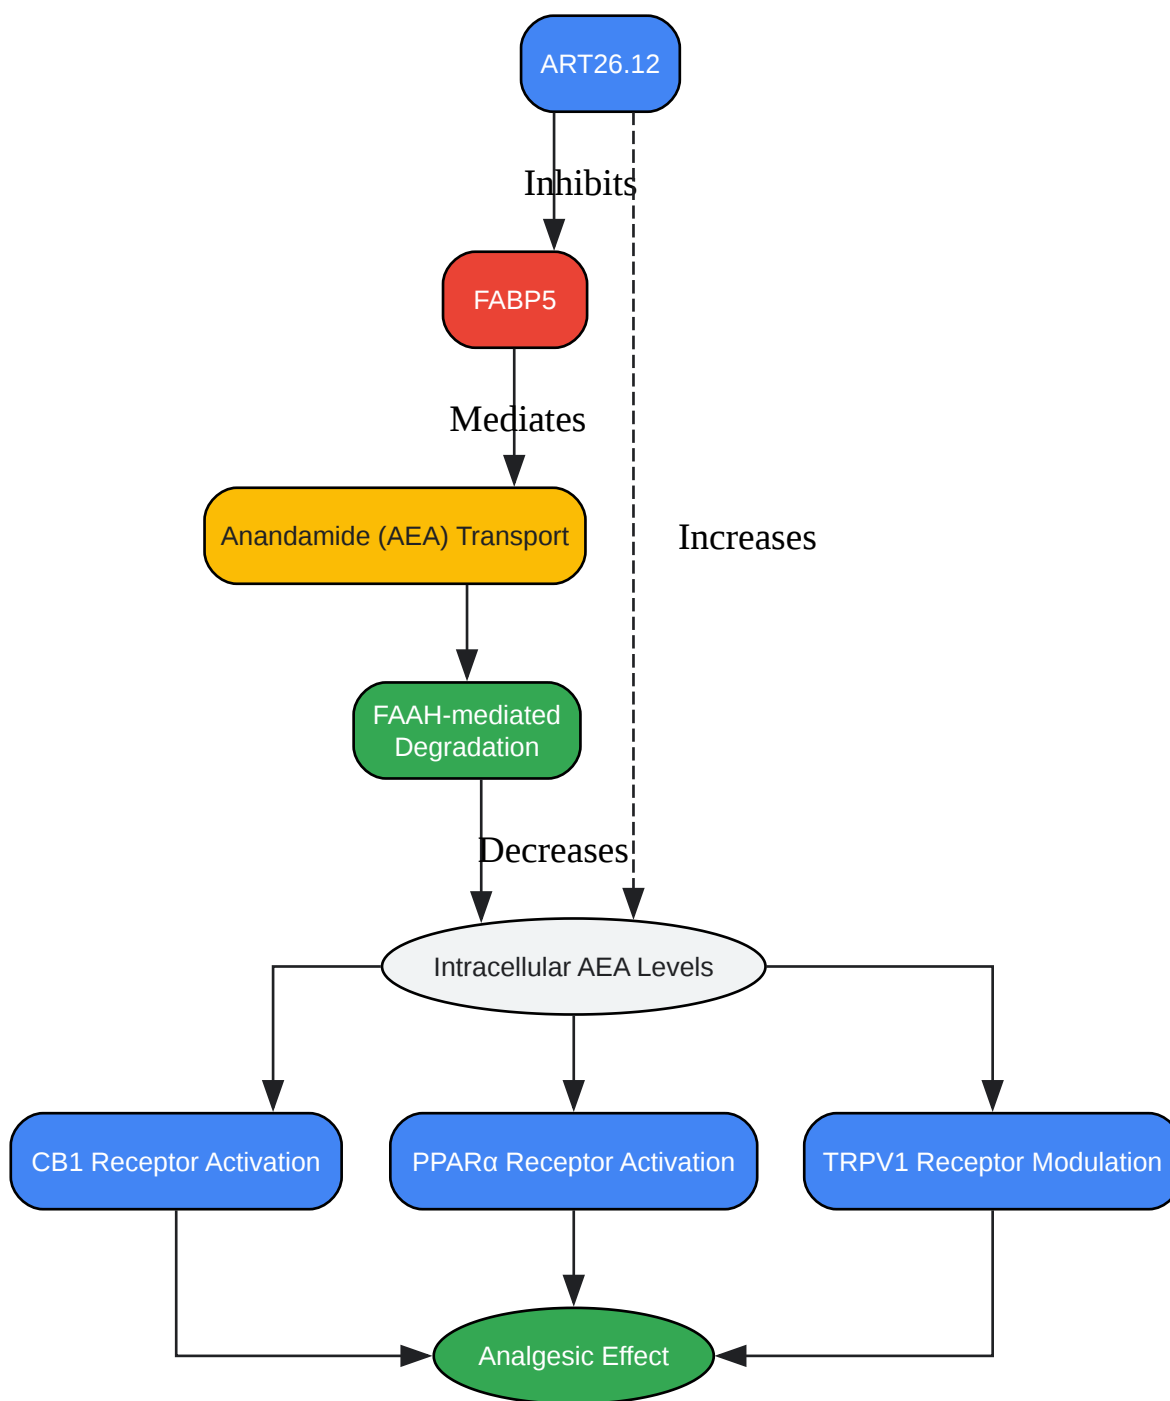 ART26.12
Inhibits
FABP5
Mediates
Anandamide (AEA) Transport
Increases
FAAH-mediated
Degradation
Decreases
Intracellular AEA Levels
CB1 Receptor Activation
PPARα Receptor Activation
TRPV1 Receptor Modulation
Analgesic Effect